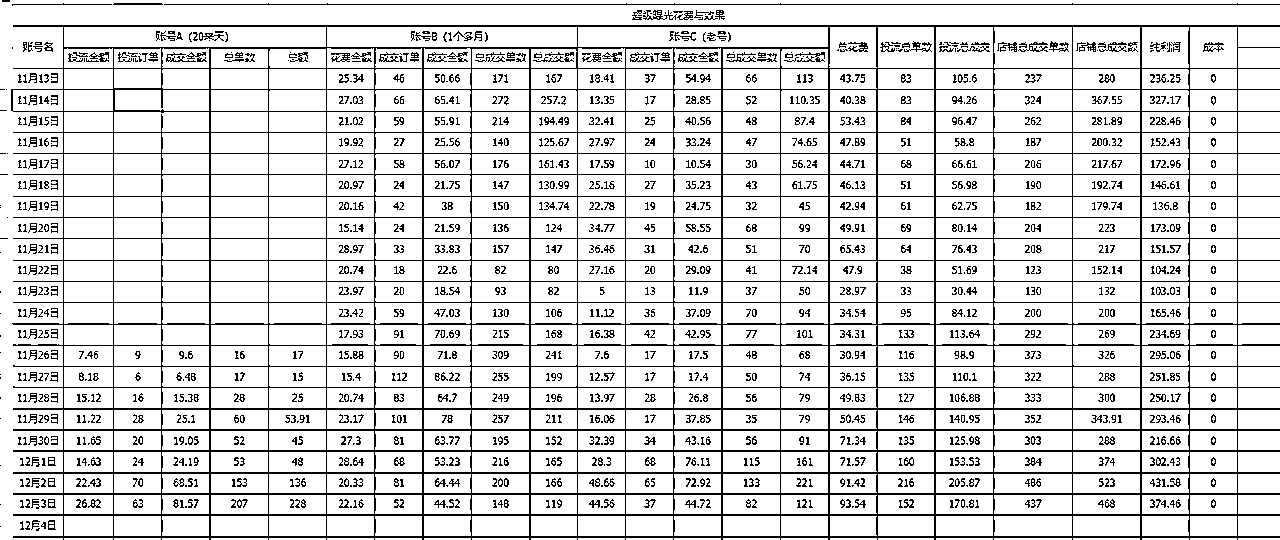 超级曝光花费与效果
账号名 账号A（20来天） 账号B（1个多月） 账号C（老号） 总花费 投流总单数 投流总成交 店铺总成交单数 店铺总成交额 纯利润 成本
投流金额 投流订单 成交金额 总单数 总额 花费金额 成交订单 成交金额 总成交单数 总成交额 花费金额 成交订单 成交金额 总成交单数 总成交额
11月13日 25.34 46 50.66 171 167 18.41 37 54.94 66 113 43.75 83 105.6 237 280 236.25 0
11月14日 27.03 66 65.41 272 257.2 13.35 17 28.85 52 110.35 40.38 83 94.26 324 367.55 327.17 0
11月15日 21.02 59 55.91 214 194.49 32.41 25 40.56 48 87.4 53.43 84 96.47 262 281.89 228.46 0
11月16日 19.92 27 25.56 140 125.67 27.97 24 33.24 47 74.65 47.89 51 58.8 187 200.32 152.43 0
11月17日 27.12 58 56.07 176 161.43 17.59 10 10.54 30 56.24 44.71 68 66.61 206 217.67 172.96 0
11月18日 20.97 24 21.75 147 130.99 25.16 27 35.23 43 61.75 46.13 51 56.98 190 192.74 146.61 0
11月19日 20.16 42 38 150 134.74 22.78 19 24.75 32 45 42.94 61 62.75 182 179.74 136.8 0
11月20日 15.14 24 21.59 136 124 34.77 45 58.55 68 99 49.91 69 80.14 204 223 173.09 0
11月21日 28.97 33 33.83 157 147 36.46 31 42.6 51 70 65.43 64 76.43 208 217 151.57 0
11月22日 20.74 18 22.6 82 80 27.16 20 29.09 41 72.14 47.9 38 51.69 123 152.14 104.24 0
11月23日 23.97 20 18.54 93 82 5 13 11.9 37 50 28.97 33 30.44 130 132 103.03 0
11月24日 23.42 59 47.03 130 106 11.12 36 37.09 70 94 34.54 95 84.12 200 200 165.46 0
11月25日 17.93 91 70.69 215 168 16.38 42 42.95 77 101 34.31 133 113.64 292 269 234.69 0
11月26日 7.46 9 9.6 16 17 15.88 90 71.8 309 241 7.6 17 17.5 48 68 30.94 116 98.9 373 326 295.06 0
11月27日 8.18 6 6.48 17 15 15.4 112 86.22 255 199 12.57 17 17.4 50 74 36.15 135 110.1 322 288 251.85 0
11月28日 15.12 16 15.38 28 25 20.74 83 64.7 249 196 13.97 28 26.8 56 79 49.83 127 106.88 333 300 250.17 0
11月29日 11.22 28 25.1 60 53.91 23.17 101 78 257 211 16.06 17 37.85 35 79 50.45 146 140.95 352 343.91 293.46 0
11月30日 11.65 20 19.05 52 45 27.3 81 63.77 195 152 32.39 34 43.16 56 91 71.34 135 125.98 303 288 216.66 0
12月1日 14.63 24 24.19 53 48 28.64 68 53.23 216 165 28.3 68 76.11 115 161 71.57 160 153.53 384 374 302.43 0
12月2日 22.43 70 68.51 153 136 20.33 81 64.44 200 166 48.66 65 72.92 133 221 91.42 216 205.87 486 523 431.58 0
12月3日 26.82 63 81.57 207 228 22.16 52 44.52 148 119 44.56 37 44.72 82 121 93.54 152 170.81 437 468 374.46 0
12月4日